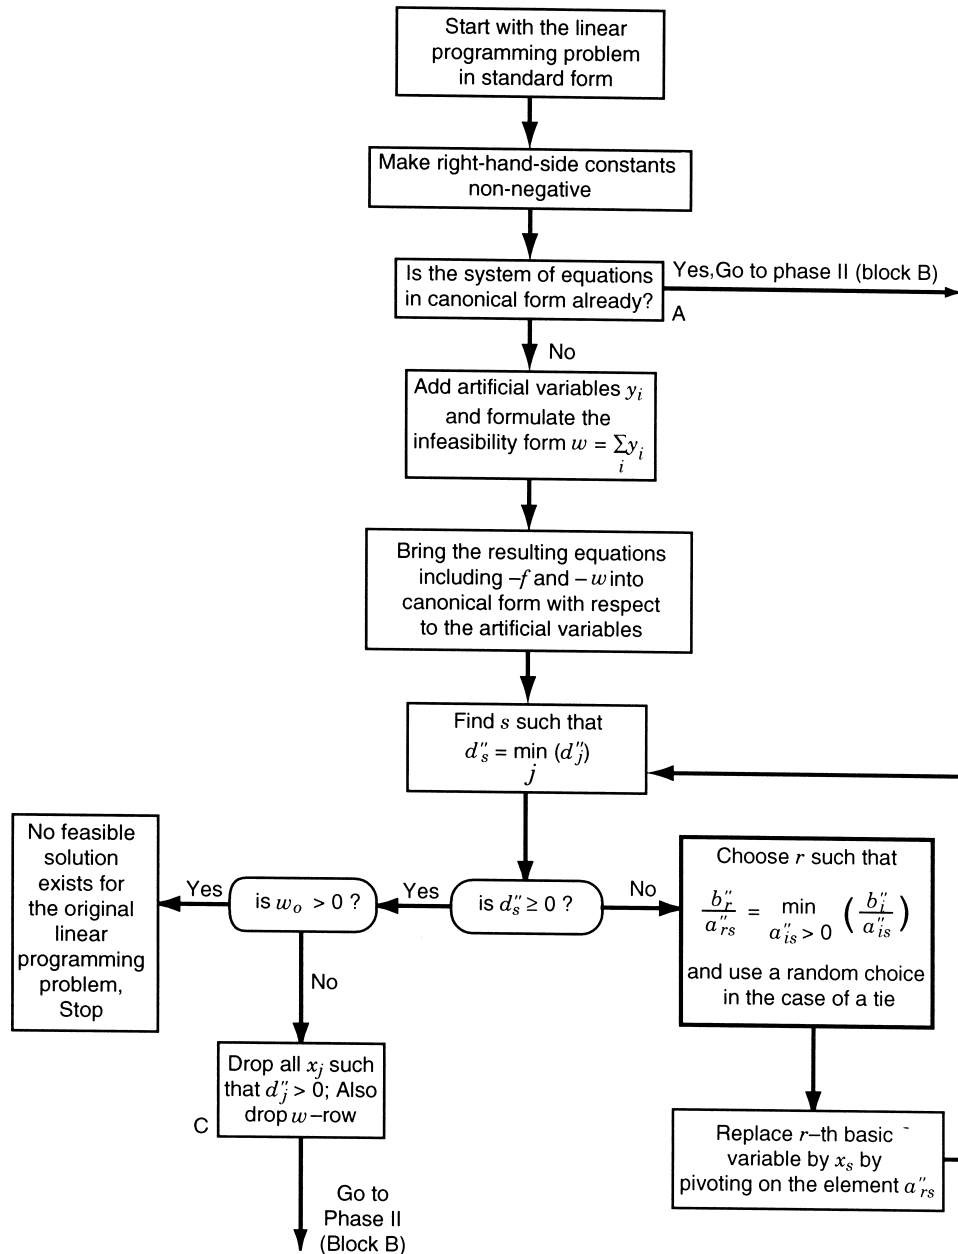 Start with the linear
programming problem
in standard form
Make right-hand-side constants
non-negative
Is the system of equations
in canonical form already?
Yes,Go to phase II (block B)
A
No
Add artificial variables y_i
and formulate the
infeasibility form w = Σy_i
i
Bring the resulting equations
including –f and – w into
canonical form with respect
to the artificial variables
Find s such that
d″_s = min (d″_j)
j
No feasible
solution
exists for
the original
linear
programming
problem,
Stop
Yes
is w_o > 0 ?
Yes
is d″_s ≥ 0 ?
No
Choose r such that
b″_r / a″_rs = min (b″_i / a″_is)
a″_is > 0
and use a random choice
in the case of a tie
No
Drop all x_j such
that d″_j > 0; Also
drop w –row
C
Replace r–th basic
variable by x_s by
pivoting on the element a″_rs
Go to
Phase II
(Block B)